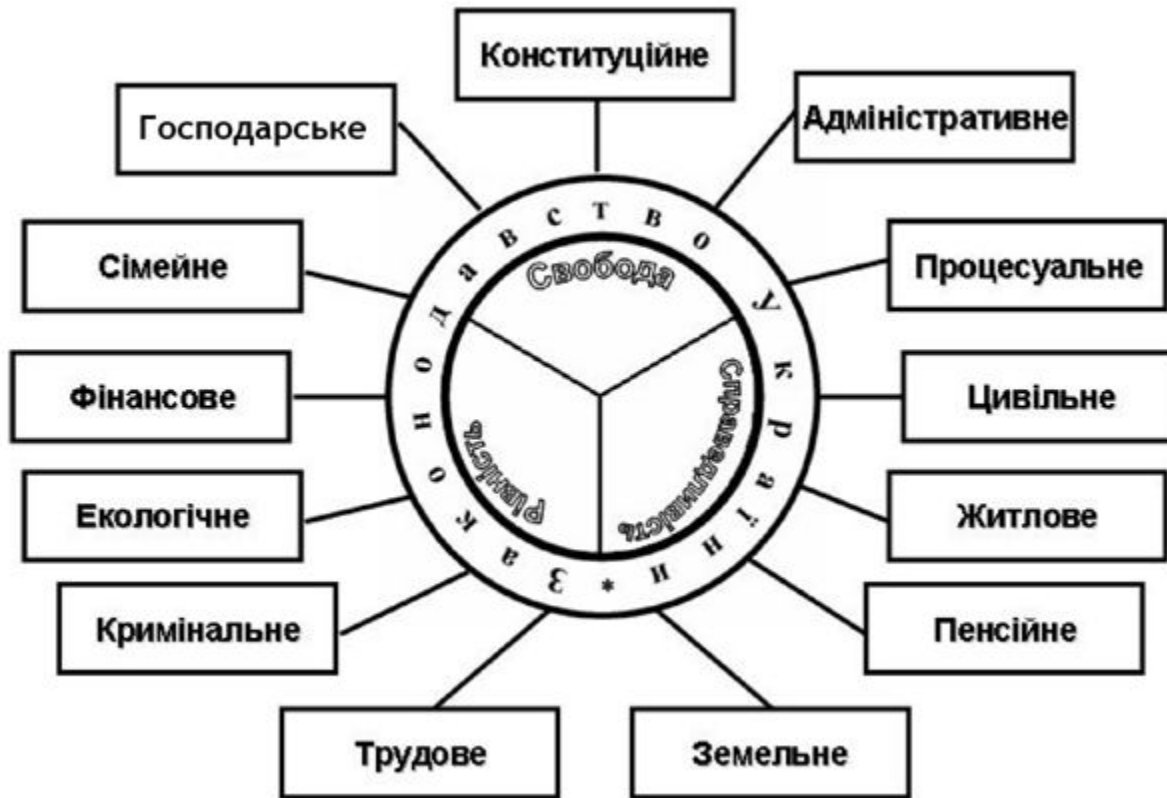 Конституційне
Адміністративне
Господарське
Процесуальне
Сімейне
Цивільне
Фінансове
Житлове
Екологічне
Пенсійне
Кримінальне
Земельне
Трудове
Законодавство України *
Свобода
Справедливість
Рівність